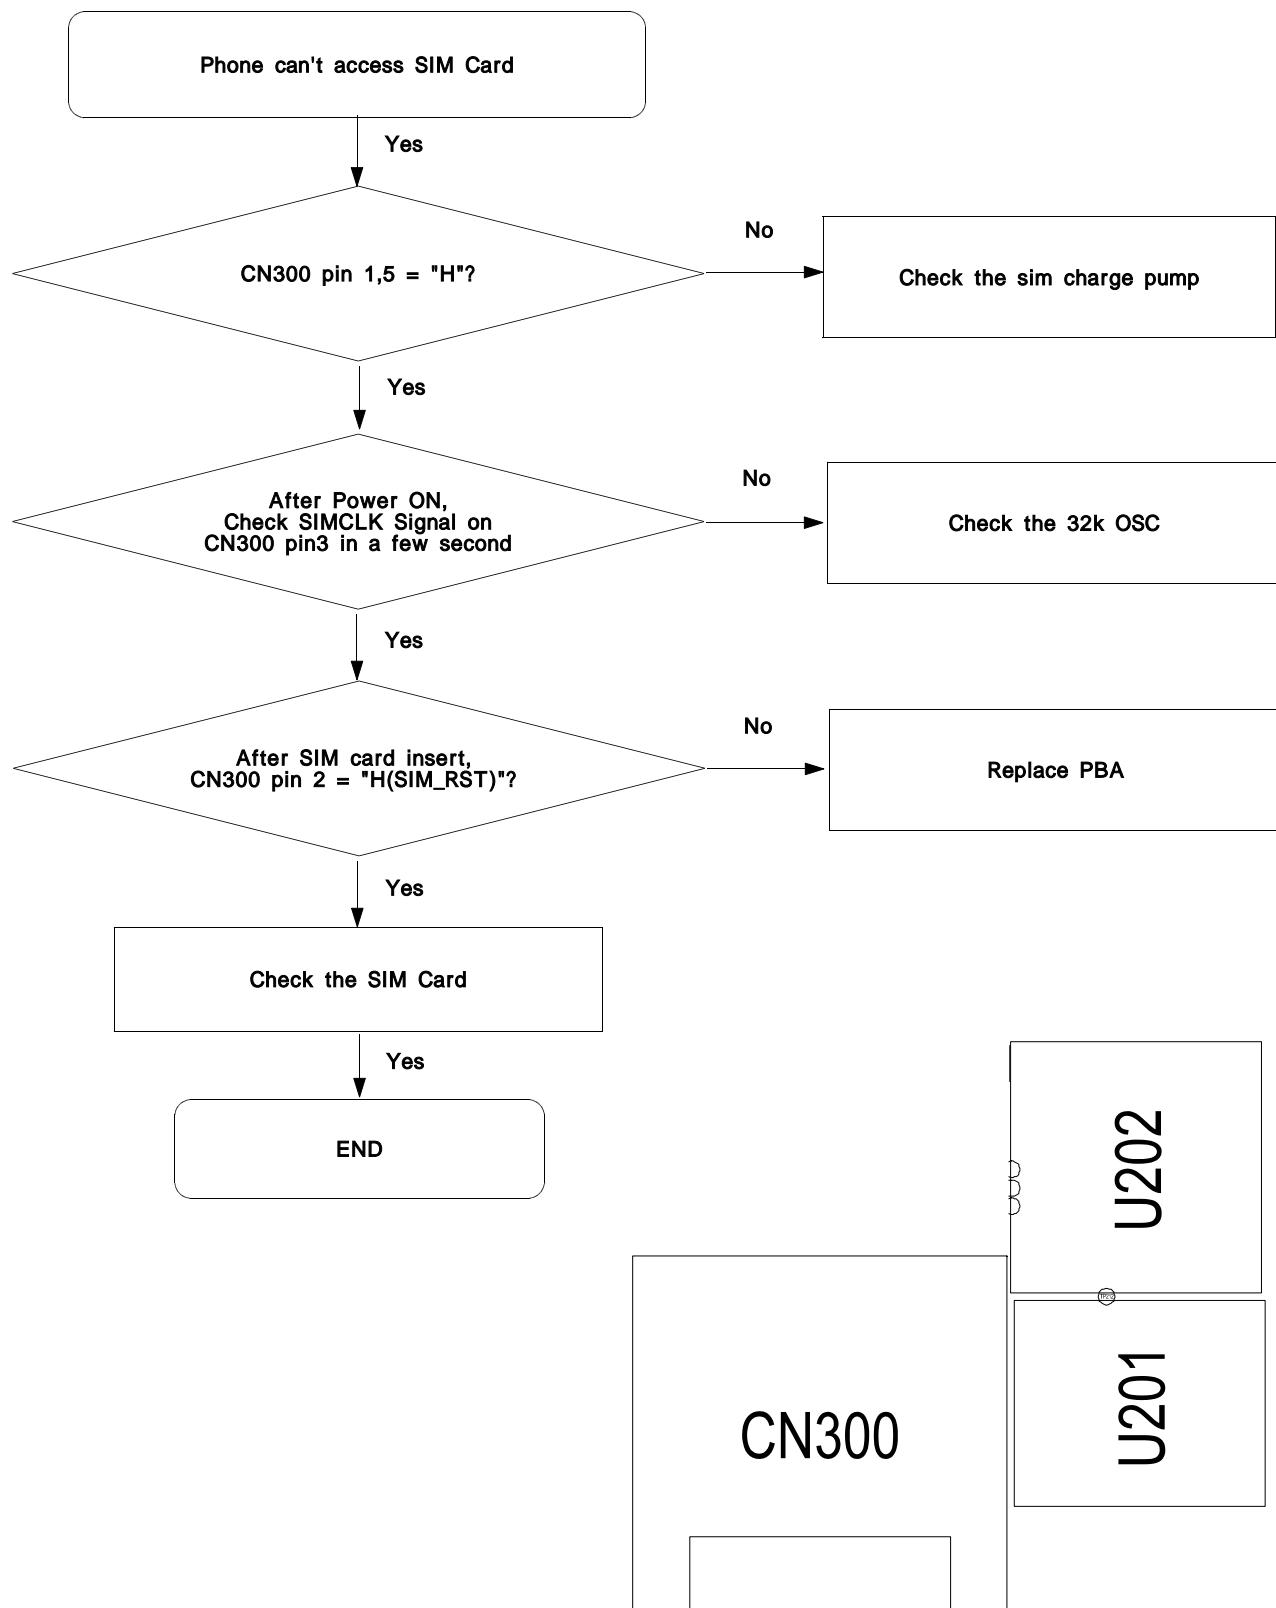 Phone can't access SIM Card
Yes
CN300 pin 1,5 = "H"?
No
Check the sim charge pump
Yes
After Power ON,
Check SIMCLK Signal on
CN300 pin3 in a few second
No
Check the 32k OSC
Yes
After SIM card insert,
CN300 pin 2 = "H(SIM_RST)"?
No
Replace PBA
Yes
Check the SIM Card
Yes
END
U202
U201
CN300